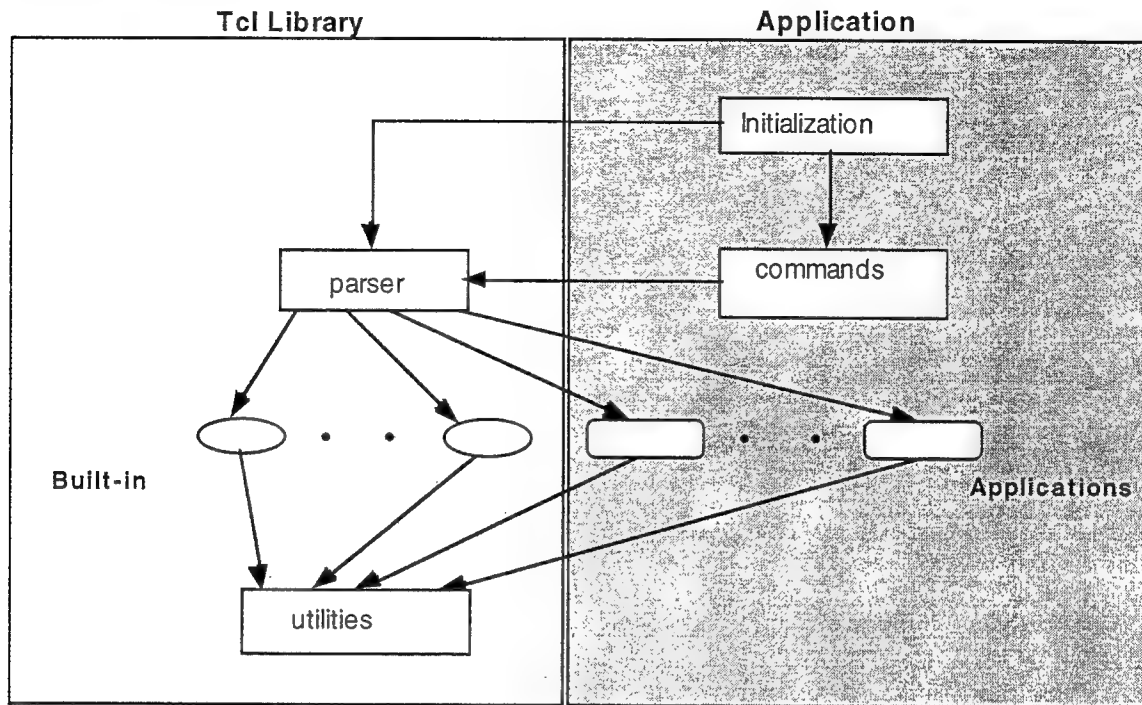 Tcl Library
Application
Initialization
parser
commands
Built-in
Applications
utilities